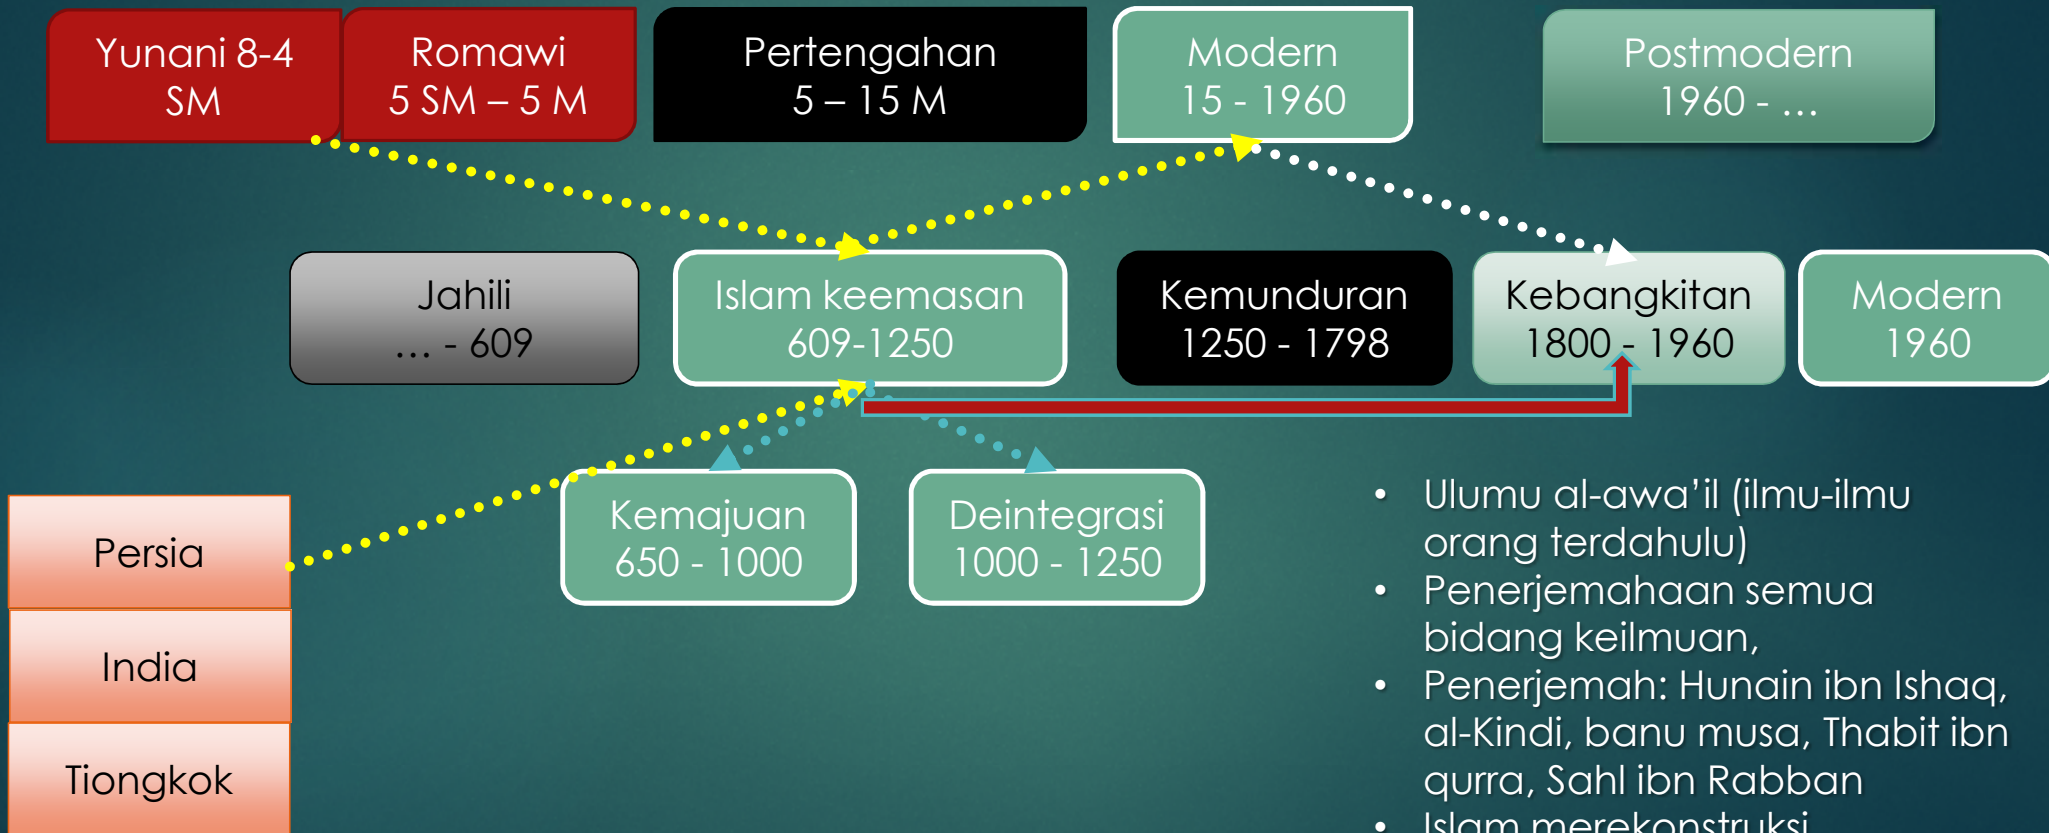 Yunani 8-4
SM
Romawi
5 SM – 5 M
Pertengahan
5 – 15 M
Modern
15 - 1960
Postmodern
1960 - …
Jahili
… - 609
Islam keemasan
609-1250
Kemunduran
1250 - 1798
Kebangkitan
1800 - 1960
Modern
1960
Kemajuan
650 - 1000
Deintegrasi
1000 - 1250
Persia
India
Tiongkok
• Ulumu al-awa’il (ilmu-ilmu
orang terdahulu)
• Penerjemahaan semua
bidang keilmuan,
• Penerjemah: Hunain ibn Ishaq,
al-Kindi, banu musa, Thabit ibn
qurra, Sahl ibn Rabban
• Islam merekonstruksi